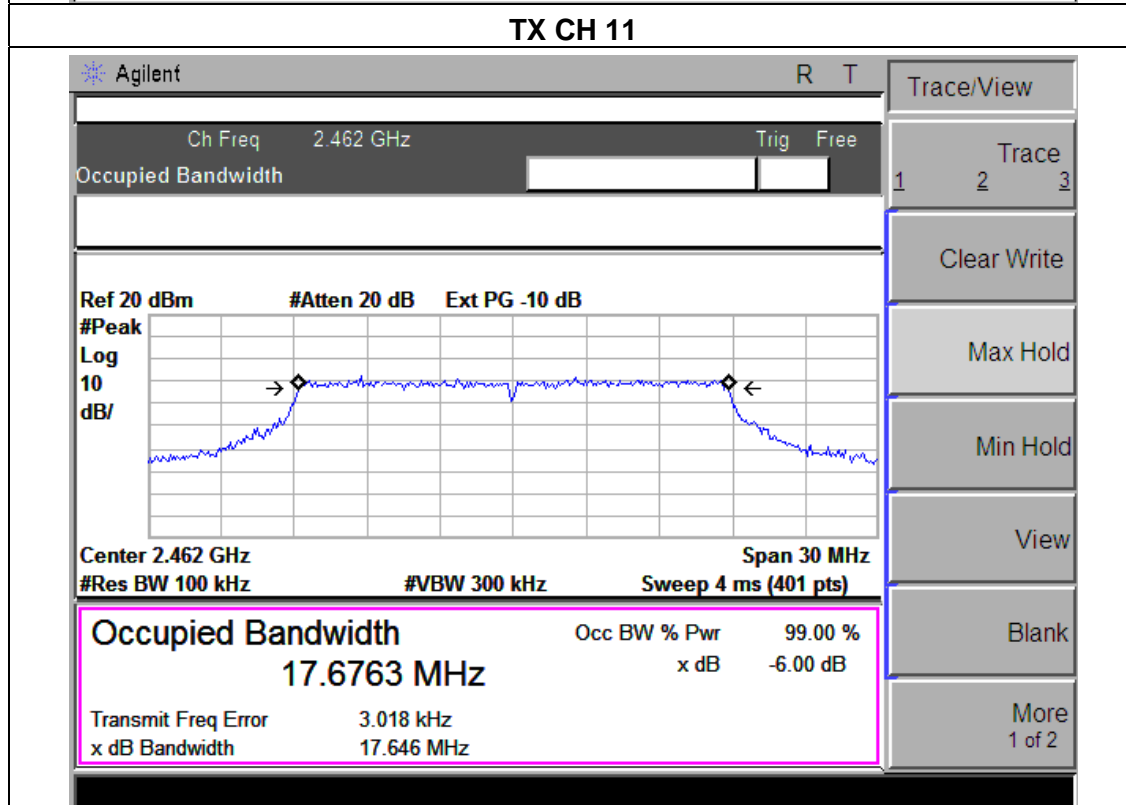 TX CH 11
Agilent R T
Ch Freq 2.462 GHz Trig Free
Occupied Bandwidth
Ref 20 dBm #Atten 20 dB Ext PG -10 dB
#Peak
Log
10
dB/
Center 2.462 GHz Span 30 MHz
#Res BW 100 kHz #VBW 300 kHz Sweep 4 ms (401 pts)
Occupied Bandwidth Occ BW % Pwr 99.00 %
17.6763 MHz x dB -6.00 dB
Transmit Freq Error 3.018 kHz
x dB Bandwidth 17.646 MHz
Trace/View
Trace
1 2 3
Clear Write
Max Hold
Min Hold
View
Blank
More
1 of 2